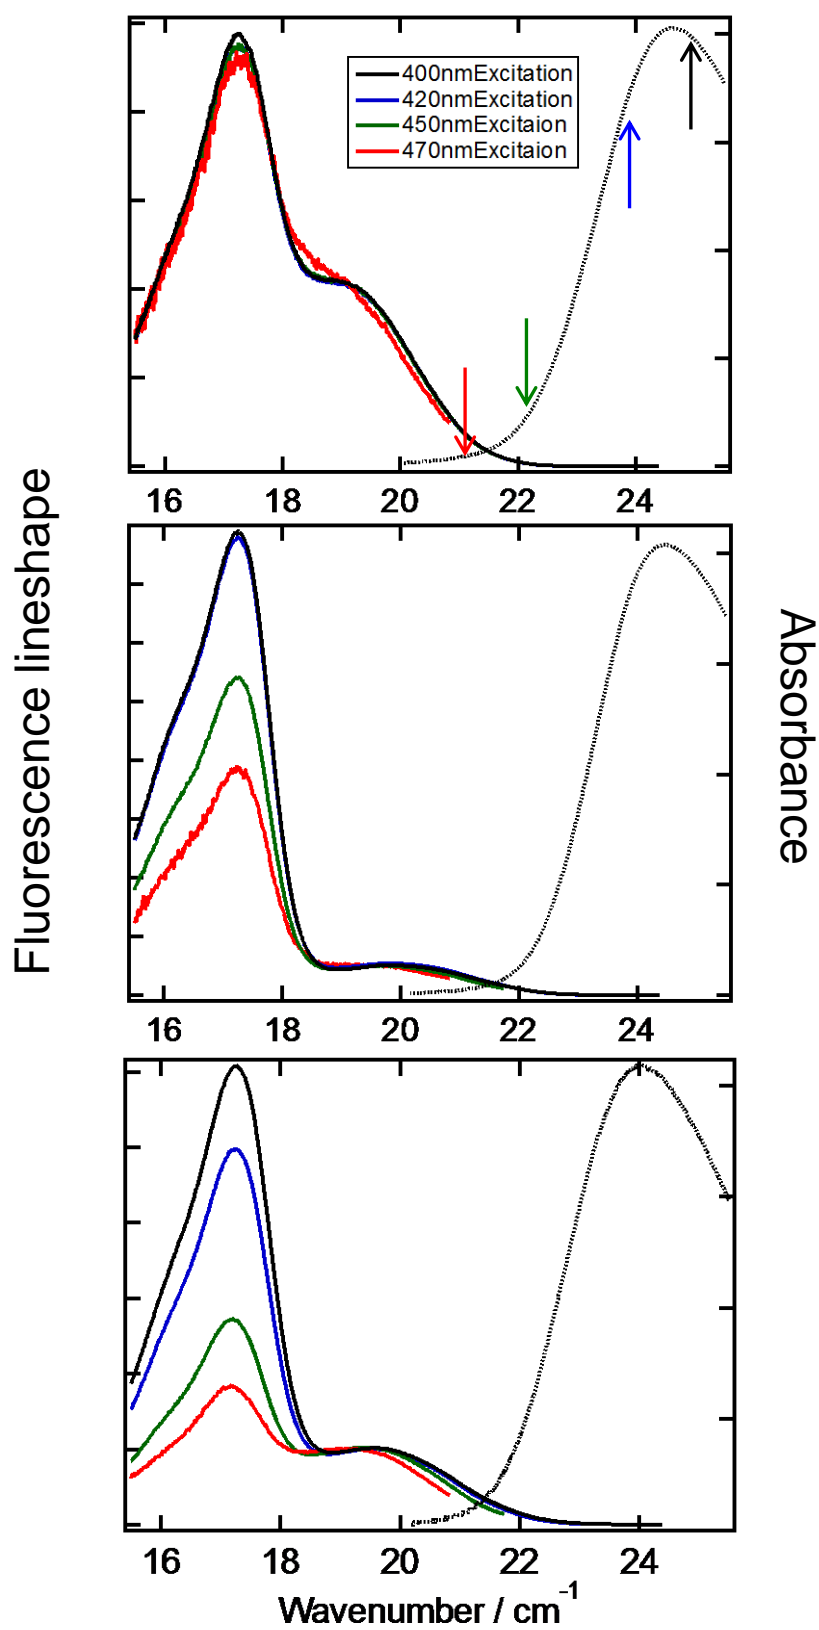 400nmExcitation
420nmExcitation
450nmExcitaion
470nmExcitaion
16 18 20 22 24
Fluorescence lineshape
Absorbance
16 18 20 22 24
16 18 20 22 24
Wavenumber / cm⁻¹